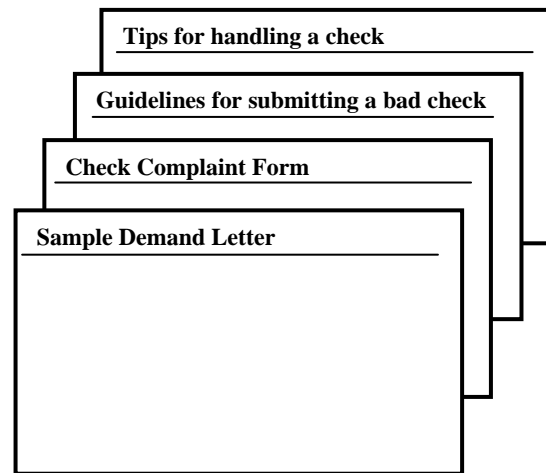 Tips for handling a check
Guidelines for submitting a bad check
Check Complaint Form
Sample Demand Letter